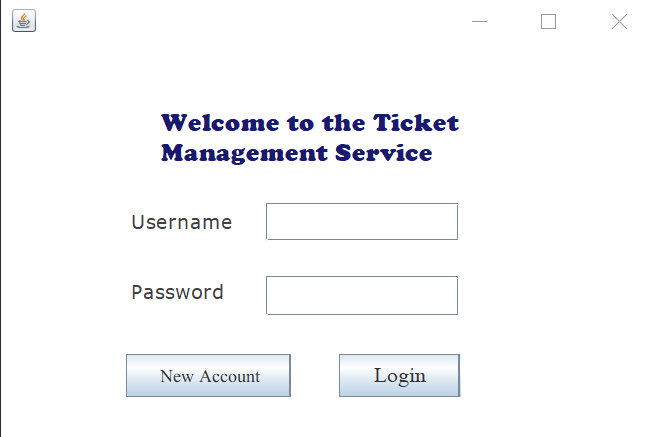 Welcome to the Ticket
Management Service
Username
Password
New Account
Login